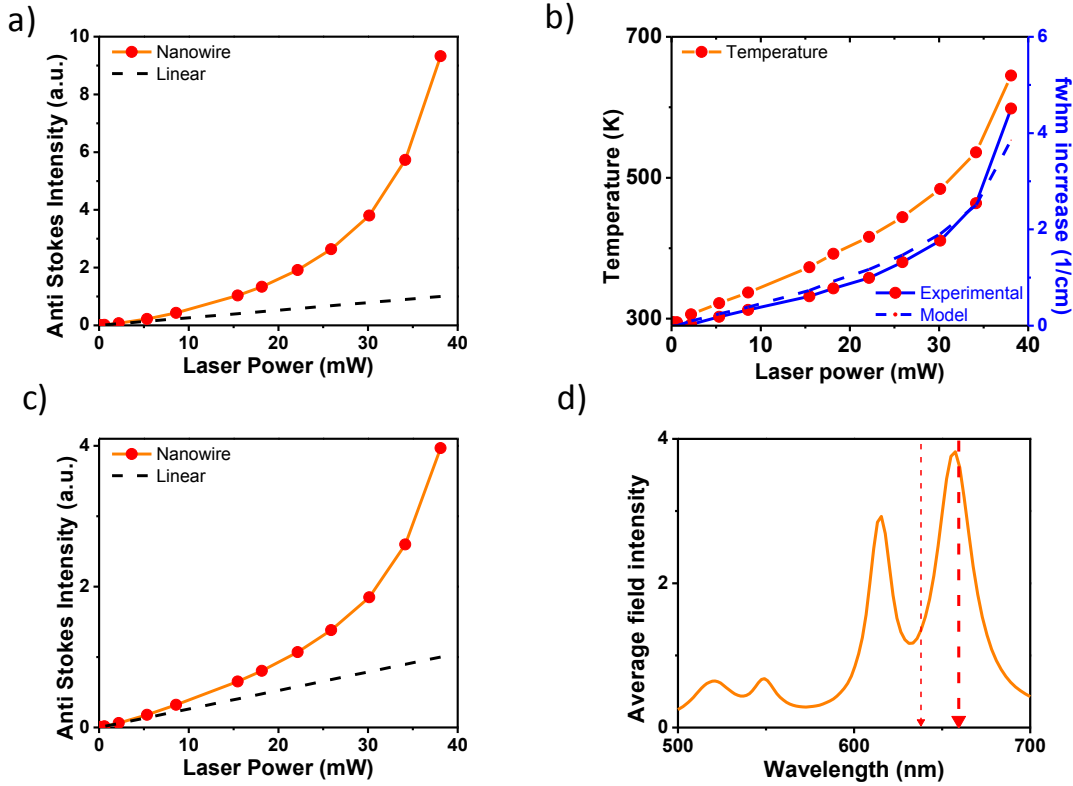 a)
Anti Stokes Intensity (a.u.)
10
8
6
4
2
0
Nanowire
Linear
0 10 20 30 40
Laser Power (mW)
b)
Temperature (K)
700
500
300
Temperature
Experimental
Model
6
4
2
0
fwhm incrrease (1/cm)
0 10 20 30 40
Laser power (mW)
c)
Anti Stokes Intensity (a.u.)
4
2
0
Nanowire
Linear
0 10 20 30 40
Laser Power (mW)
d)
Average field intensity
4
2
0
500 600 700
Wavelength (nm)